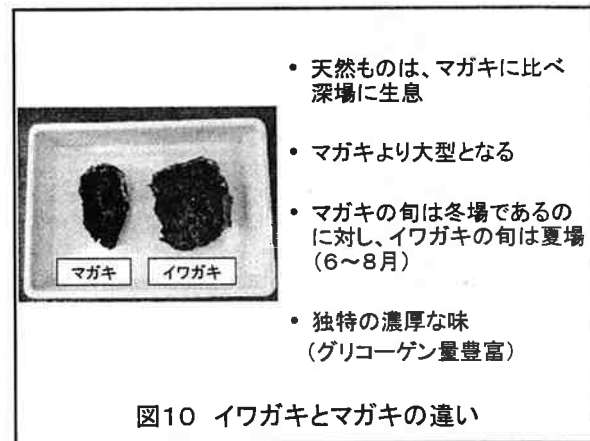 • 天然ものは、マガキに比べ
深場に生息
• マガキより大型となる
• マガキの旬は冬場であるの
に対し、イワガキの旬は夏場
(6～8月)
• 独特の濃厚な味
(グリコーゲン量豊富)
マガキ
イワガキ
図10 イワガキとマガキの違い